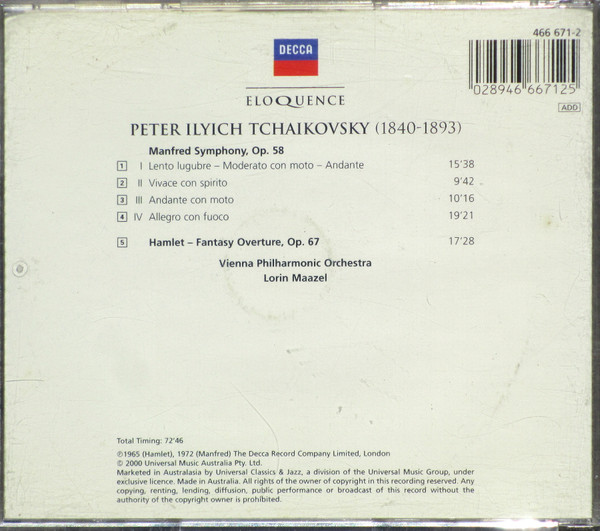 466 671-2
DECCA
028946 667125
ELOQUENCE
ADD
PETER ILYICH TCHAIKOVSKY (1840-1893)
Manfred Symphony, Op. 58
1 I Lento lugubre – Moderato con moto – Andante 15'38
2 II Vivace con spirito 9'42
3 III Andante con moto 10'16
4 IV Allegro con fuoco 19'21
5 Hamlet – Fantasy Overture, Op. 67 17'28
Vienna Philharmonic Orchestra
Lorin Maazel
Total Timing: 72'46
℗1965 (Hamlet), 1972 (Manfred) The Decca Record Company Limited, London
© 2000 Universal Music Australia Pty. Ltd.
Marketed in Australasia by Universal Classics & Jazz, a division of the Universal Music Group, under
exclusive licence. Made in Australia. All rights of the owner of copyright in this recording reserved. Any
copying, renting, lending, diffusion, public performance or broadcast of this record without the
authority of the copyright owner is prohibited.